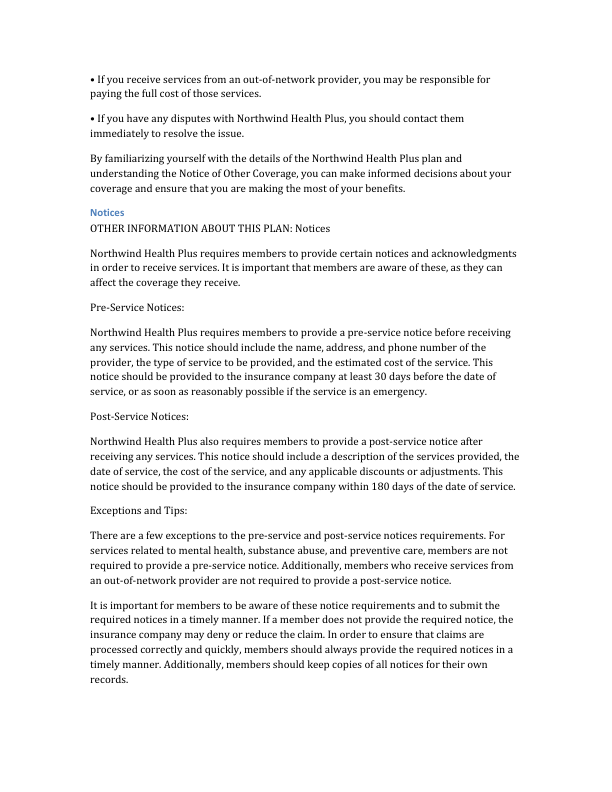 • If you receive services from an out-of-network provider, you may be responsible for
paying the full cost of those services.
• If you have any disputes with Northwind Health Plus, you should contact them
immediately to resolve the issue.
By familiarizing yourself with the details of the Northwind Health Plus plan and
understanding the Notice of Other Coverage, you can make informed decisions about your
coverage and ensure that you are making the most of your benefits.
Notices
OTHER INFORMATION ABOUT THIS PLAN: Notices
Northwind Health Plus requires members to provide certain notices and acknowledgments
in order to receive services. It is important that members are aware of these, as they can
affect the coverage they receive.
Pre-Service Notices:
Northwind Health Plus requires members to provide a pre-service notice before receiving
any services. This notice should include the name, address, and phone number of the
provider, the type of service to be provided, and the estimated cost of the service. This
notice should be provided to the insurance company at least 30 days before the date of
service, or as soon as reasonably possible if the service is an emergency.
Post-Service Notices:
Northwind Health Plus also requires members to provide a post-service notice after
receiving any services. This notice should include a description of the services provided, the
date of service, the cost of the service, and any applicable discounts or adjustments. This
notice should be provided to the insurance company within 180 days of the date of service.
Exceptions and Tips:
There are a few exceptions to the pre-service and post-service notices requirements. For
services related to mental health, substance abuse, and preventive care, members are not
required to provide a pre-service notice. Additionally, members who receive services from
an out-of-network provider are not required to provide a post-service notice.
It is important for members to be aware of these notice requirements and to submit the
required notices in a timely manner. If a member does not provide the required notice, the
insurance company may deny or reduce the claim. In order to ensure that claims are
processed correctly and quickly, members should always provide the required notices in a
timely manner. Additionally, members should keep copies of all notices for their own
records.